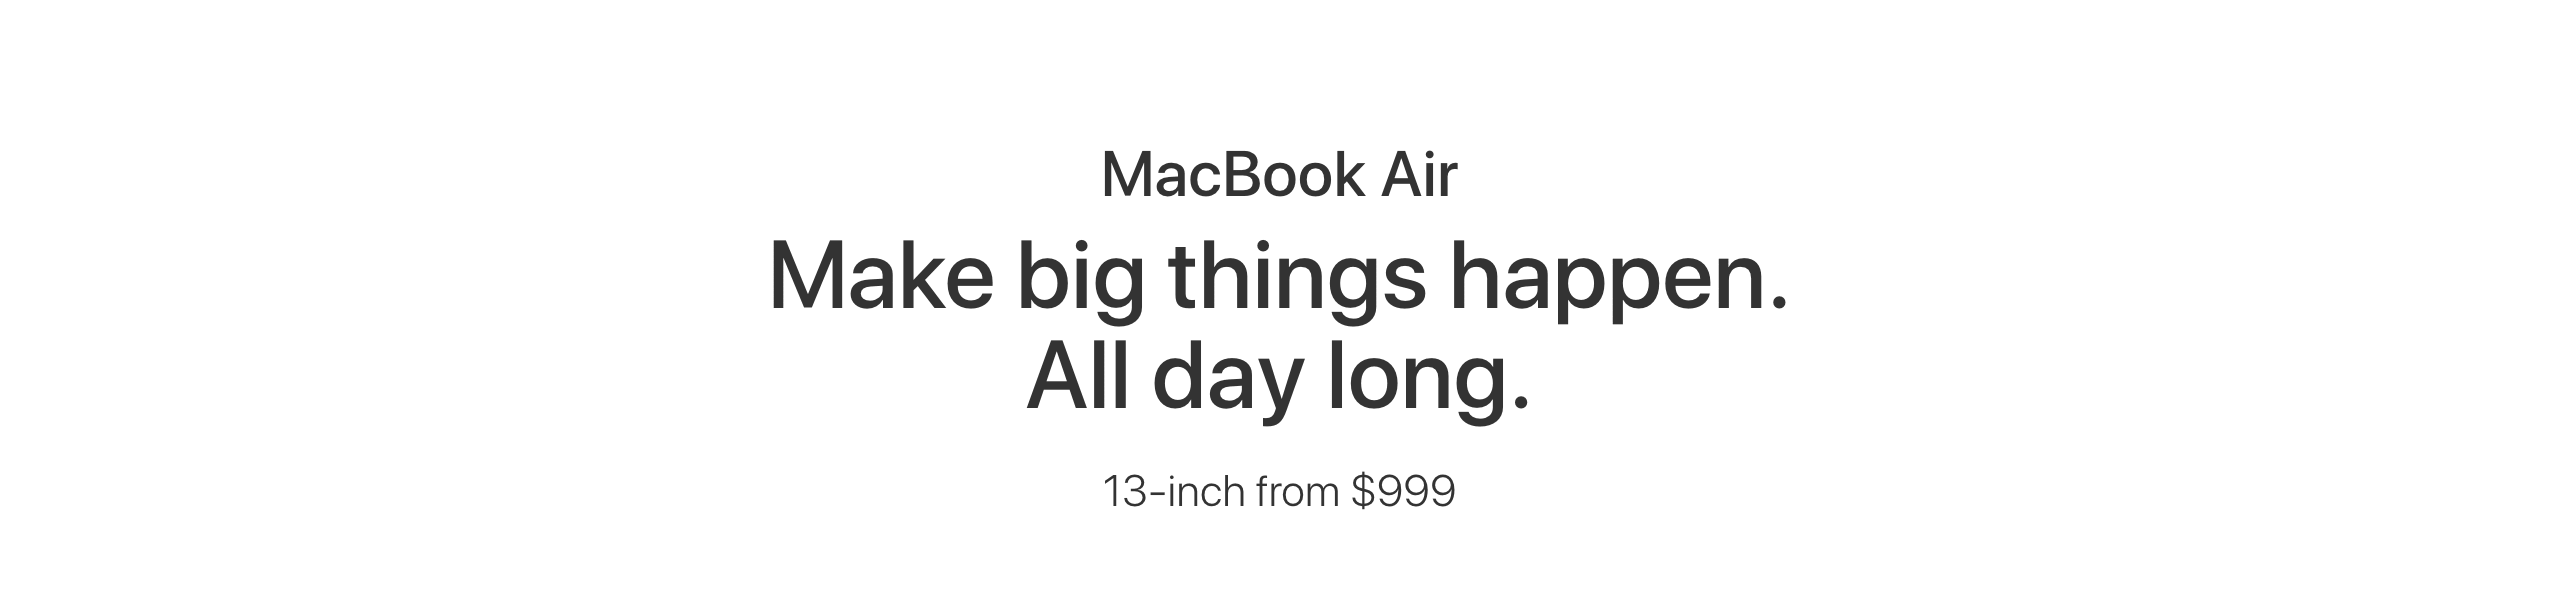 MacBook Air
Make big things happen.
All day long.
13-inch from $999